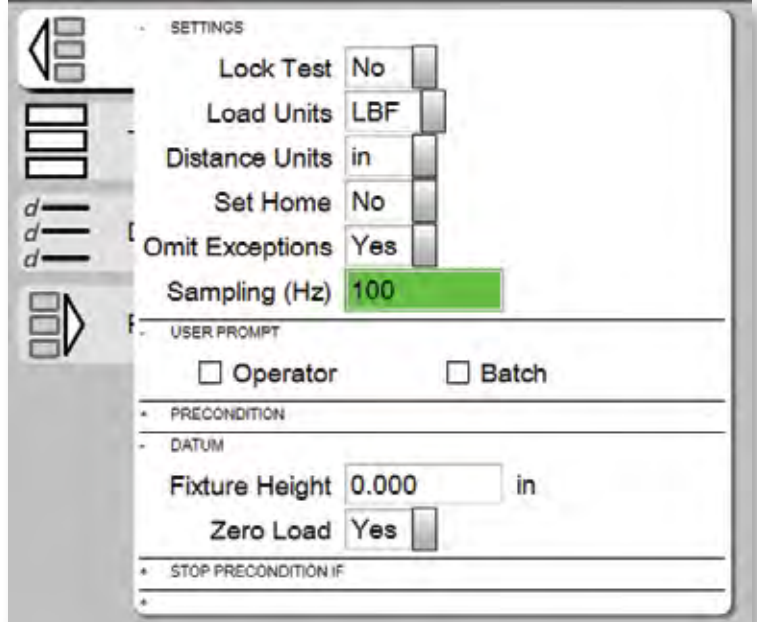 - SETTINGS
Lock Test No
Load Units LBF
Distance Units in
Set Home No
Omit Exceptions Yes
Sampling (Hz) 100
- USER PROMPT
Operator Batch
+ PRECONDITION
- DATUM
Fixture Height 0.000 in
Zero Load Yes
+ STOP PRECONDITION IF
+
d
d
d